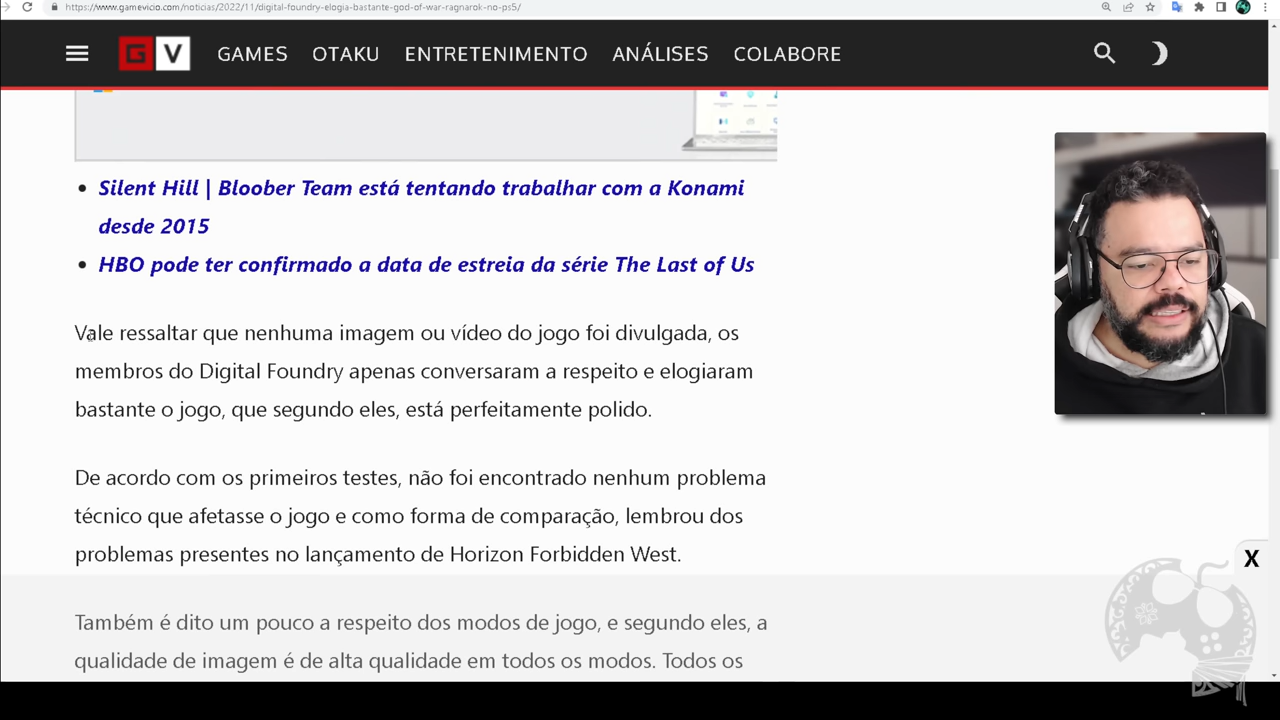 https://www.gamevicio.com/noticias/2022/11/digital-foundry-elogia-bastante-god-of-war-ragnarok-no-ps5/
G V GAMES OTAKU ENTRETENIMENTO ANÁLISES COLABORE
• Silent Hill | Bloober Team está tentando trabalhar com a Konami
desde 2015
• HBO pode ter confirmado a data de estreia da série The Last of Us
Vale ressaltar que nenhuma imagem ou vídeo do jogo foi divulgada, os
membros do Digital Foundry apenas conversaram a respeito e elogiaram
bastante o jogo, que segundo eles, está perfeitamente polido.
De acordo com os primeiros testes, não foi encontrado nenhum problema
técnico que afetasse o jogo e como forma de comparação, lembrou dos
problemas presentes no lançamento de Horizon Forbidden West.
X
Também é dito um pouco a respeito dos modos de jogo, e segundo eles, a
qualidade de imagem é de alta qualidade em todos os modos. Todos os